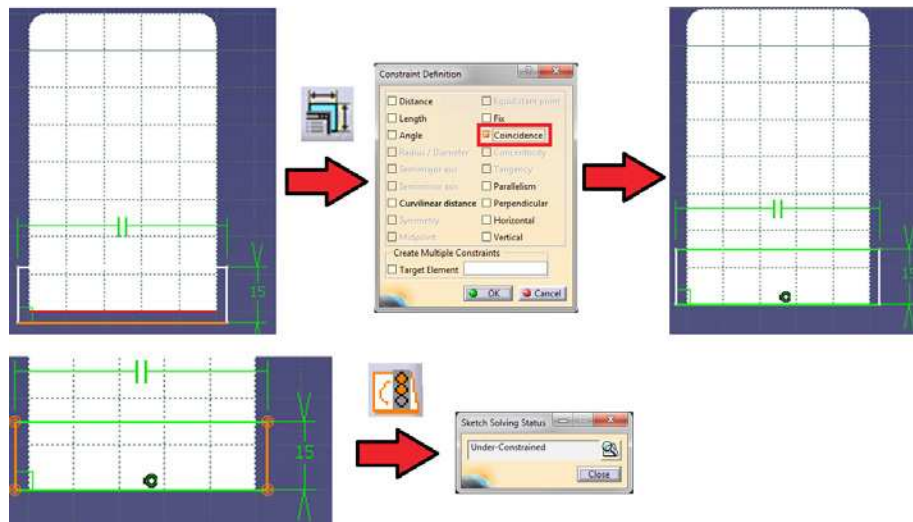 Constraint Definition
Distance
Equidistant point
Length
Fix
Angle
Coincidence
Radius / Diameter
Concentricity
Semimajor axis
Tangency
Semiminor axis
Parallelism
Curvilinear distance
Perpendicular
Symmetry
Horizontal
Midpoint
Vertical
Create Multiple Constraints
Target Element
OK
Cancel
15
15
Sketch Solving Status
Under-Constrained
Close